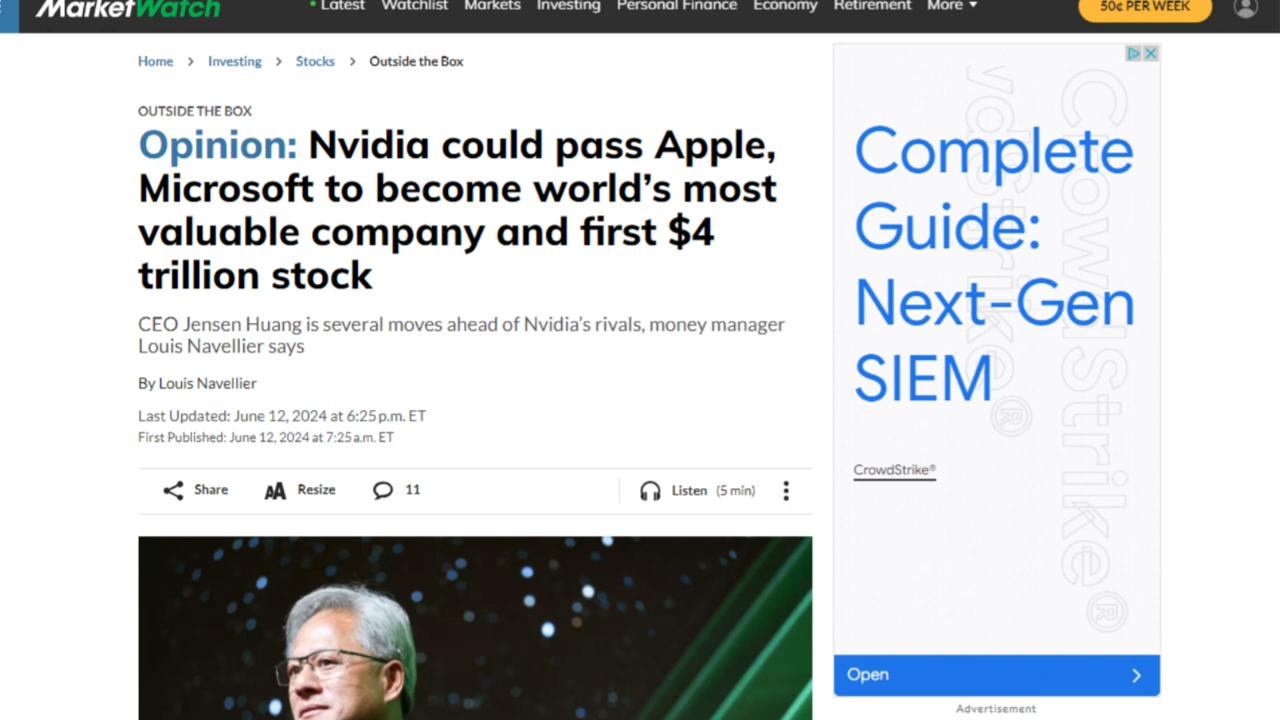 MarketWatch
Latest Watchlist Markets Investing Personal Finance Economy Retirement More
50¢ PER WEEK
Home > Investing > Stocks > Outside the Box
OUTSIDE THE BOX
Opinion: Nvidia could pass Apple,
Microsoft to become world's most
valuable company and first $4
trillion stock
CEO Jensen Huang is several moves ahead of Nvidia's rivals, money manager
Louis Navellier says
By Louis Navellier
Last Updated: June 12, 2024 at 6:25 p.m. ET
First Published: June 12, 2024 at 7:25 a.m. ET
Share Resize 11 Listen (5 min)
Complete
Guide:
Next-Gen
SIEM
CrowdStrike®
CrowdStrike®
Open
Advertisement